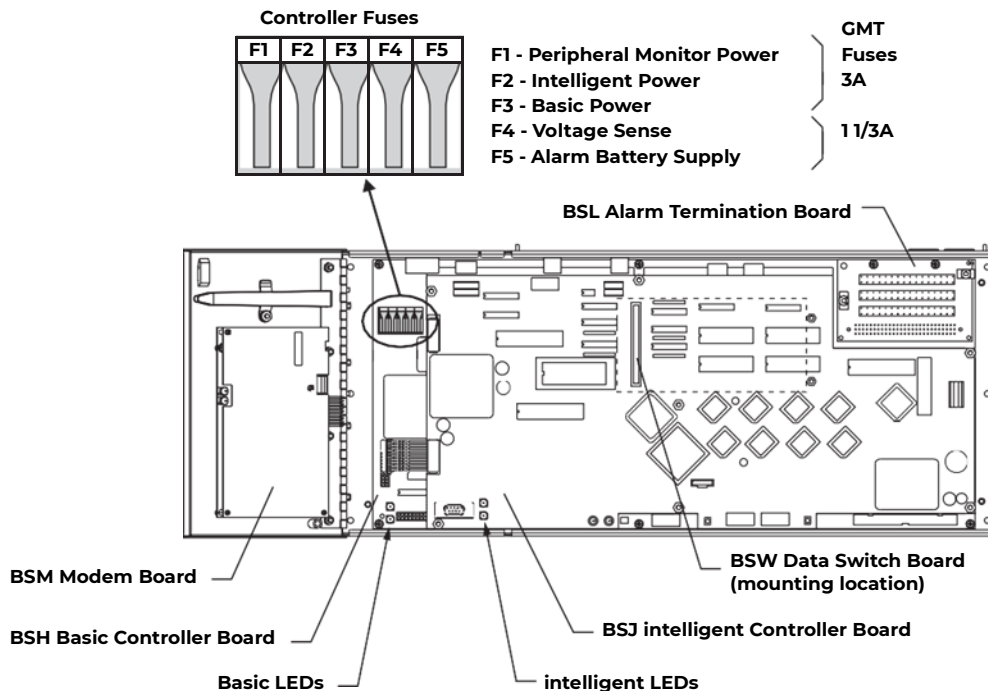 Controller Fuses
F1 F2 F3 F4 F5
F1 - Peripheral Monitor Power
F2 - Intelligent Power
F3 - Basic Power
F4 - Voltage Sense
F5 - Alarm Battery Supply
GMT
Fuses
3A
1 1/3A
BSL Alarm Termination Board
BSM Modem Board
BSW Data Switch Board
(mounting location)
BSH Basic Controller Board
BSJ intelligent Controller Board
Basic LEDs
intelligent LEDs